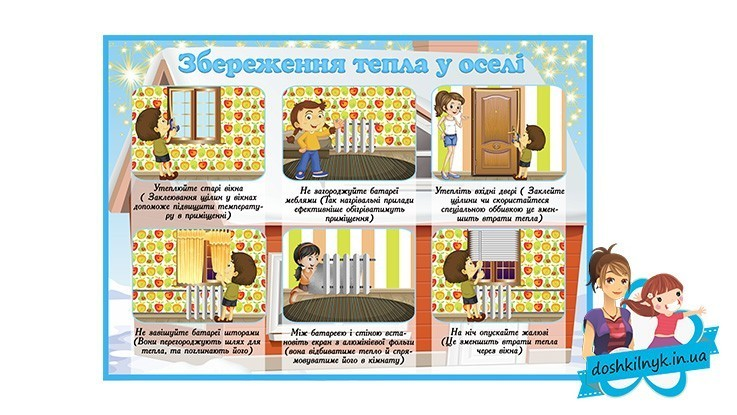 Збереження тепла у оселі
Утеплюйте старі вікна
( Заклеювання щілин у вікнах
допоможе підвищити температу-
ру в приміщенні)
Не загороджуйте батареї
меблями (Так нагрівальні прилади
ефективніше обігріватимуть
приміщення)
Утепліть вхідні двері ( Заклейте
щілини чи скористайтеся
спеціальною оббивкою це змен-
шить втрати тепла)
Не завішуйте батареї шторами
(Вони перегороджують шлях для
тепла, та поглинають його)
Між батареєю і стіною вста-
новіть екран з алюмінієвої фольги
(вона відбиватиме тепло й спря-
мовуватиме його в кімнату)
На ніч опускайте жалюзі
(Це зменшить втрати тепла
через вікна)
doshkilnyk.in.ua